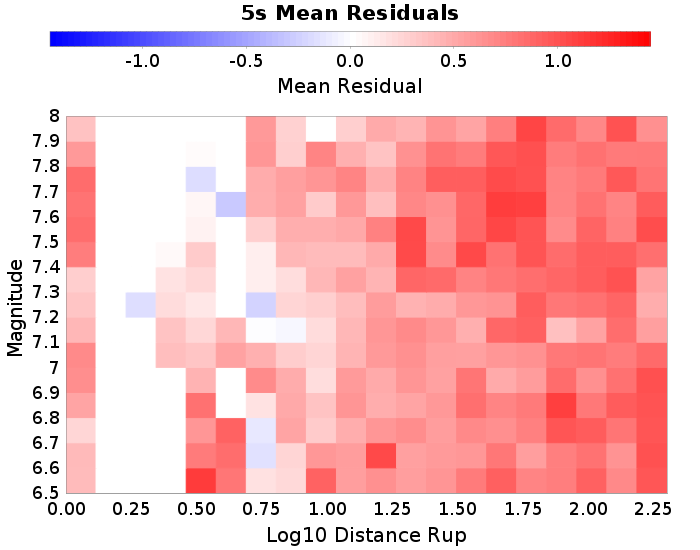 5s Mean Residuals
-1.0 -0.5 0.0 0.5 1.0
Mean Residual
8
7.9
7.8
7.7
7.6
7.5
7.4
7.3
7.2
7.1
7
6.9
6.8
6.7
6.6
6.5
Magnitude
0.00 0.25 0.50 0.75 1.00 1.25 1.50 1.75 2.00 2.25
Log10 Distance Rup